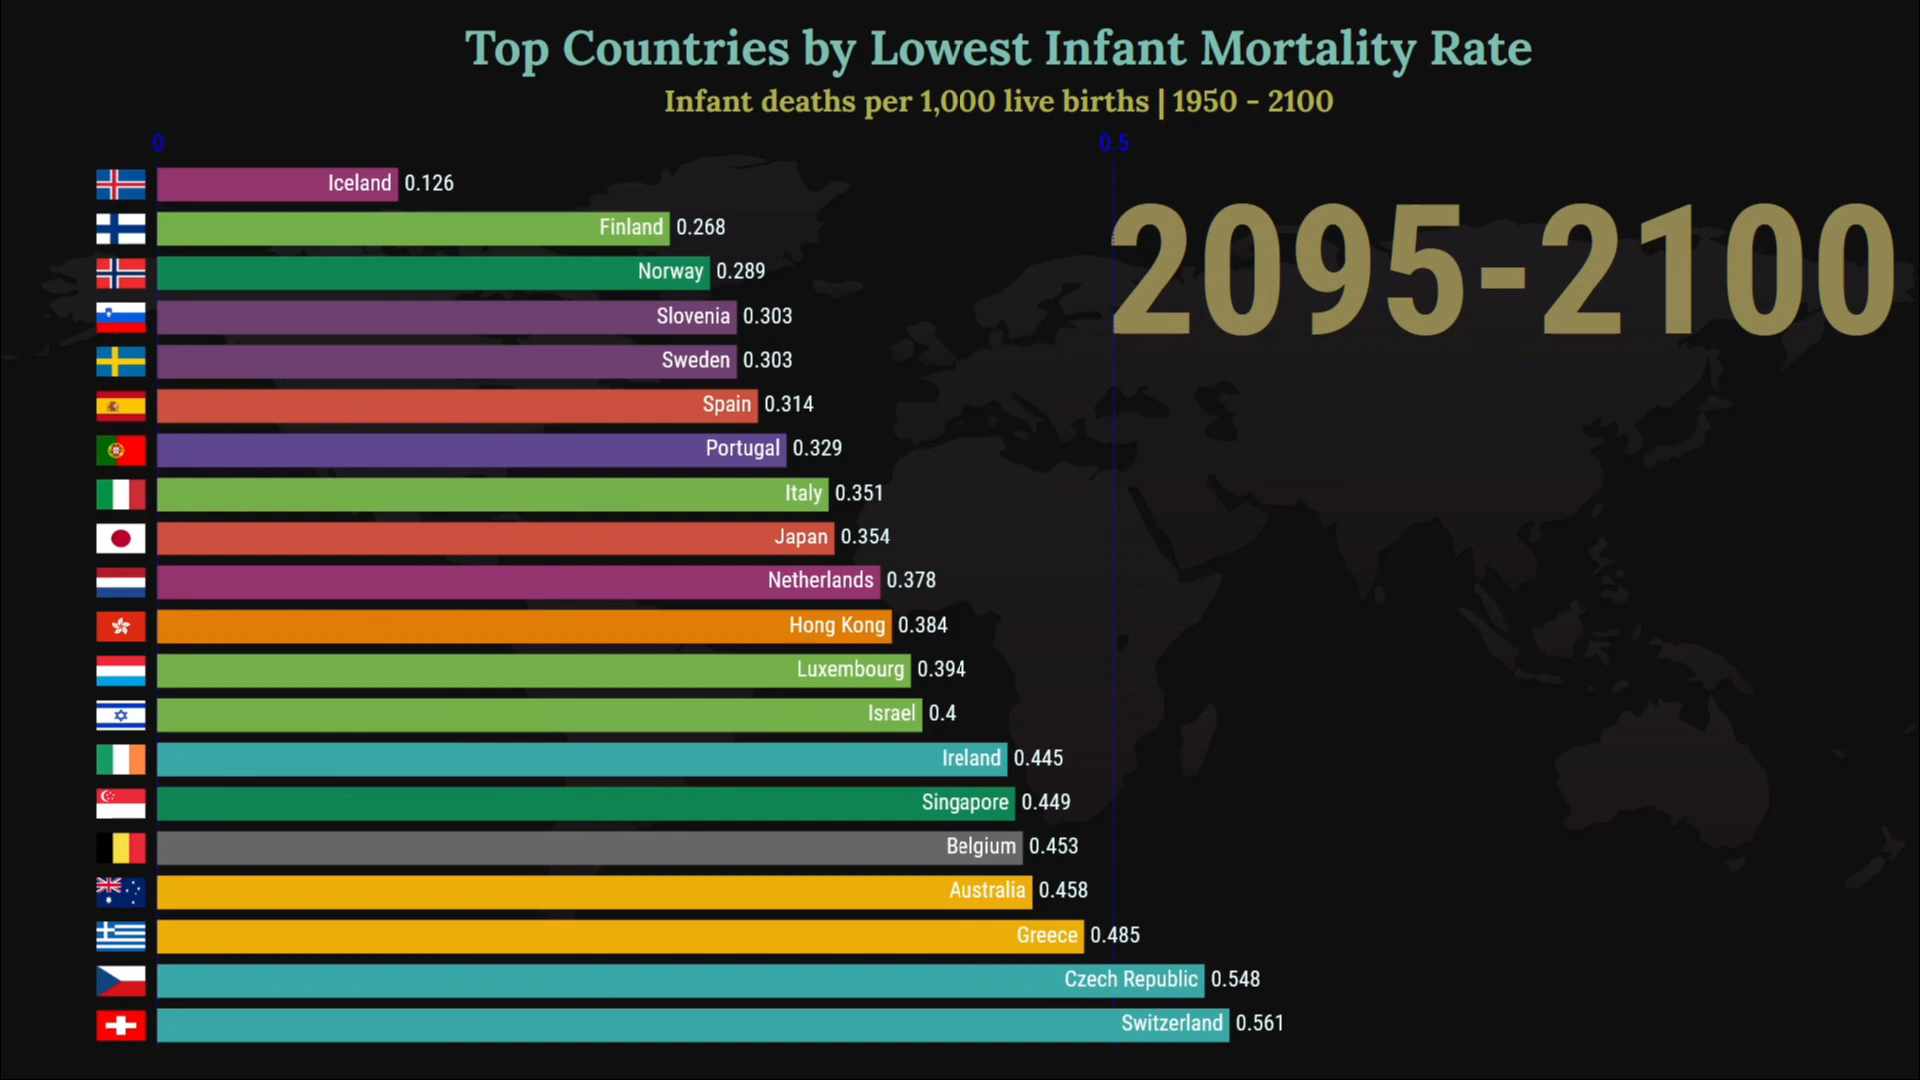 Top Countries by Lowest Infant Mortality Rate
Infant deaths per 1,000 live births | 1950 - 2100
0 0.5
2095-2100
Iceland 0.126
Finland 0.268
Norway 0.289
Slovenia 0.303
Sweden 0.303
Spain 0.314
Portugal 0.329
Italy 0.351
Japan 0.354
Netherlands 0.378
Hong Kong 0.384
Luxembourg 0.394
Israel 0.4
Ireland 0.445
Singapore 0.449
Belgium 0.453
Australia 0.458
Greece 0.485
Czech Republic 0.548
Switzerland 0.561